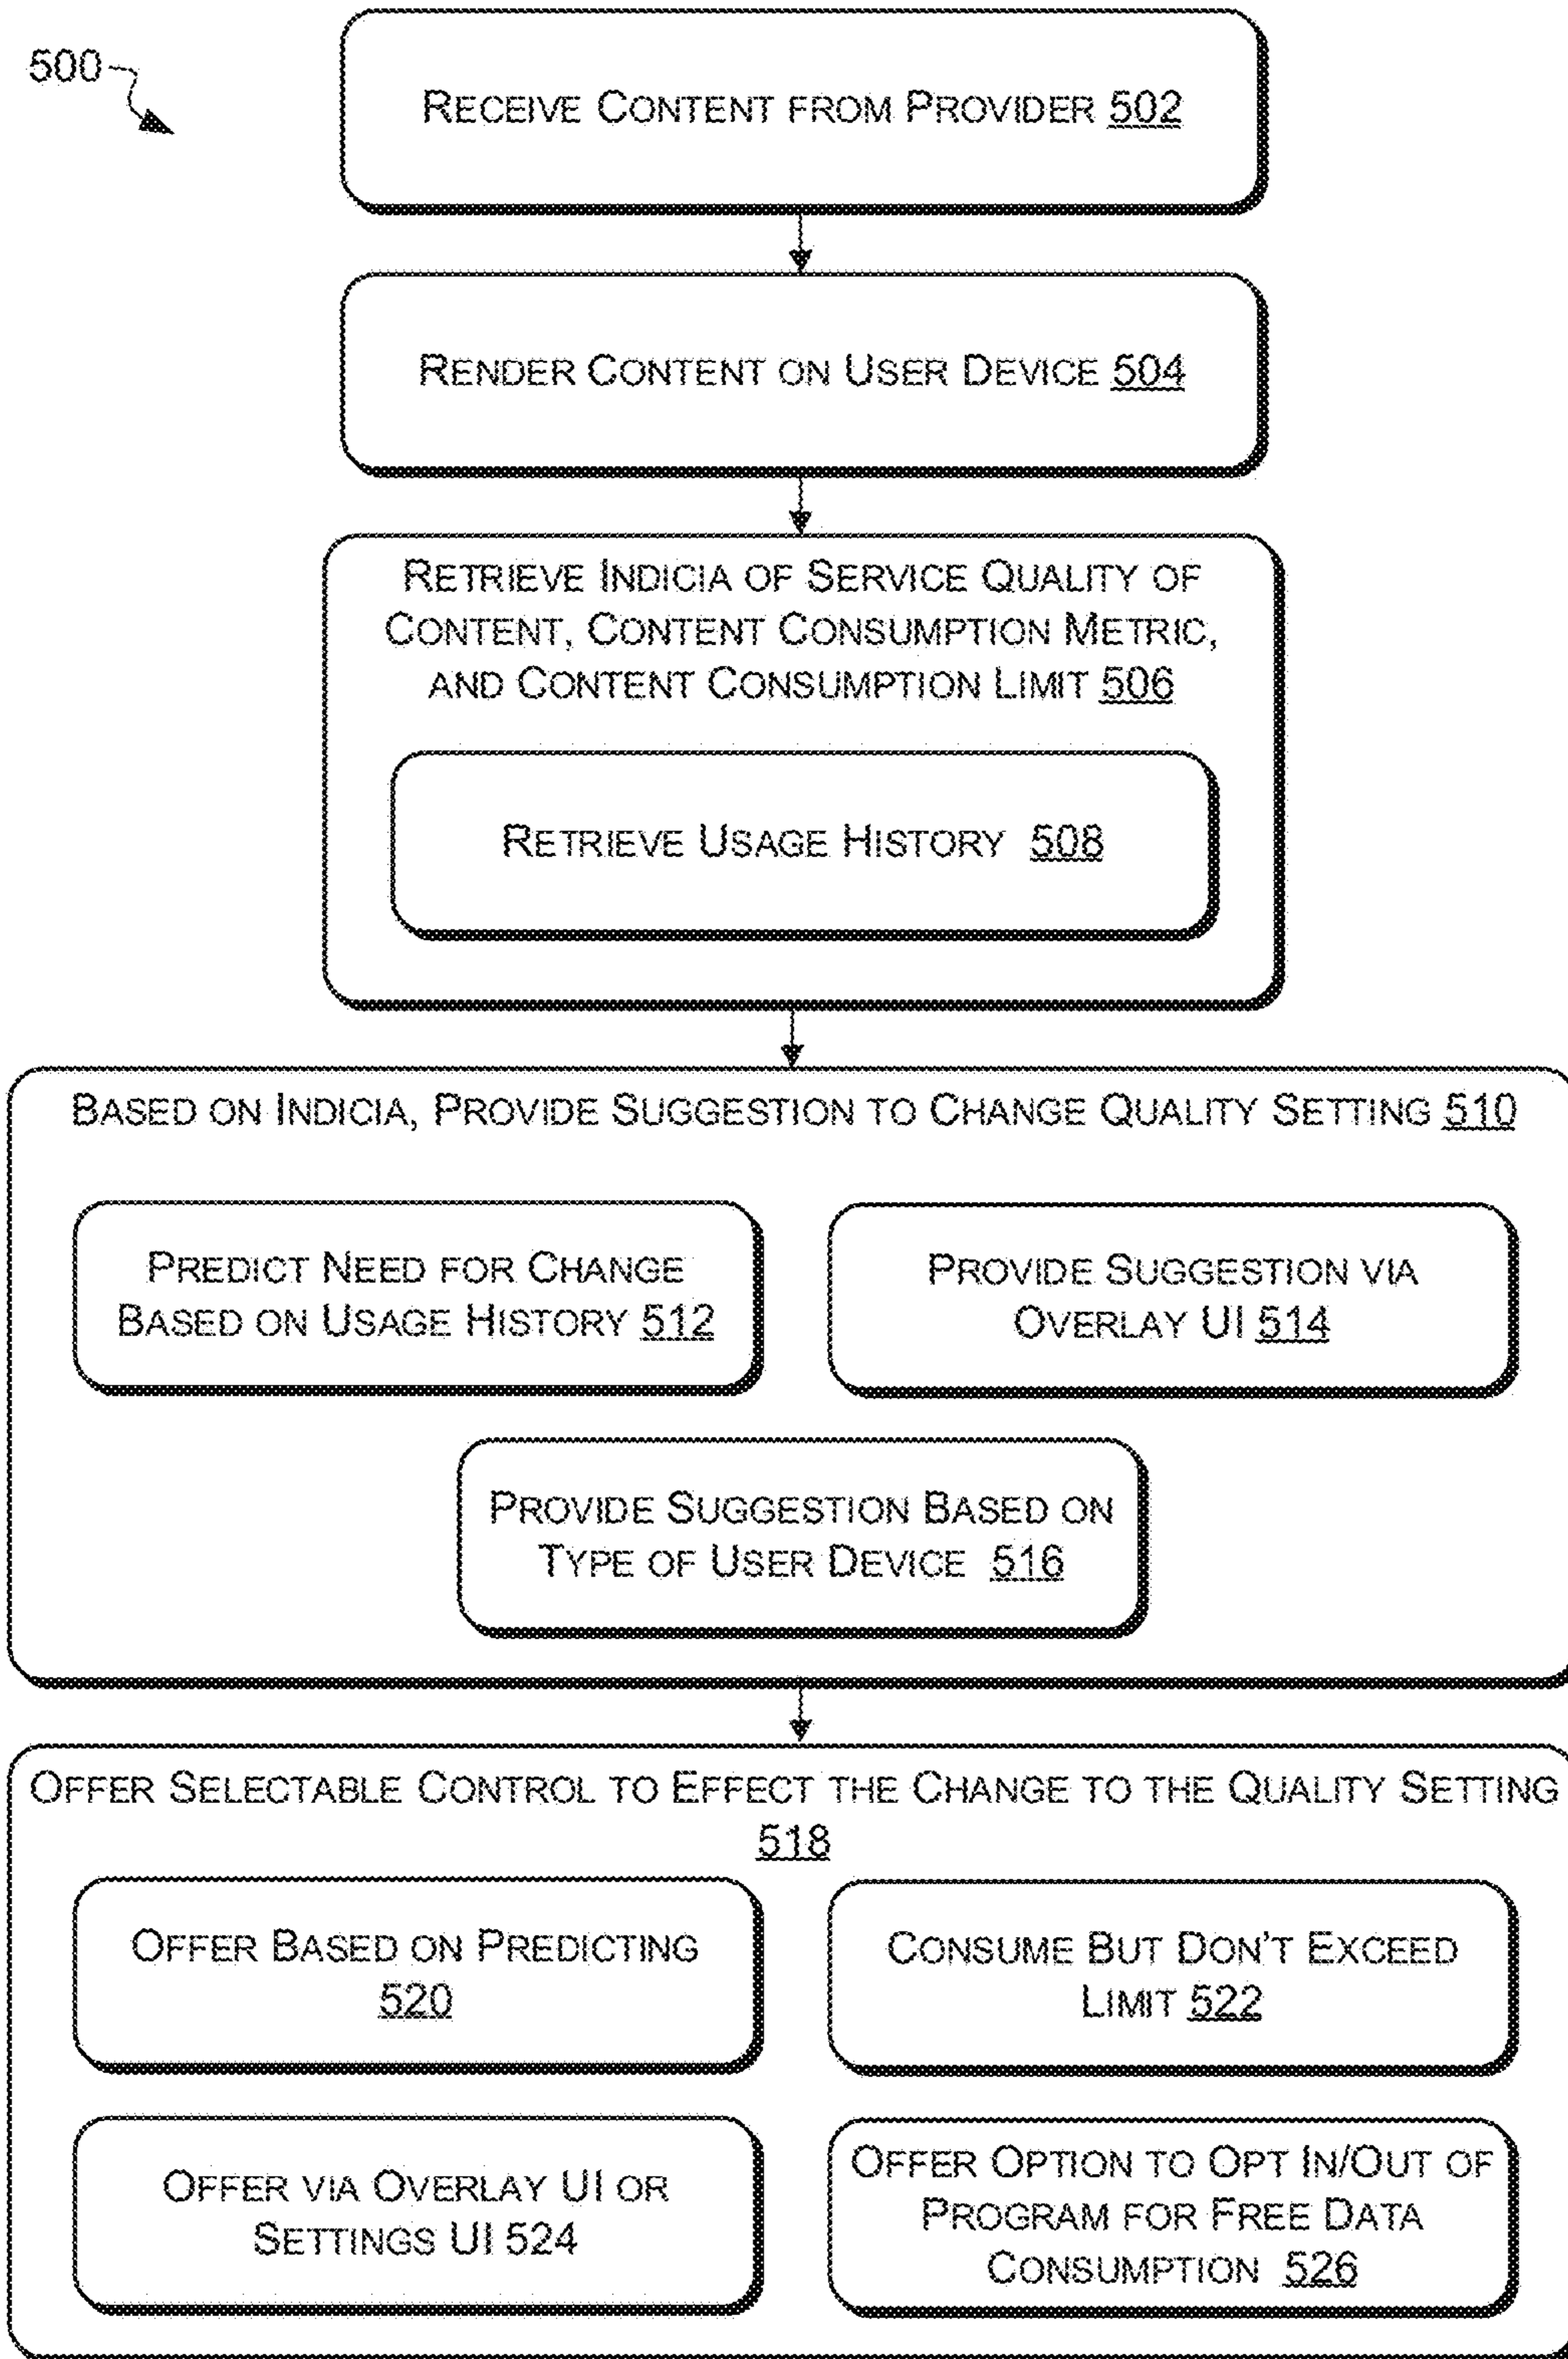 500
RECEIVE CONTENT FROM PROVIDER 502
RENDER CONTENT ON USER DEVICE 504
RETRIEVE INDICIA OF SERVICE QUALITY OF
CONTENT, CONTENT CONSUMPTION METRIC,
AND CONTENT CONSUMPTION LIMIT 506
RETRIEVE USAGE HISTORY 508
BASED ON INDICIA, PROVIDE SUGGESTION TO CHANGE QUALITY SETTING 510
PREDICT NEED FOR CHANGE
BASED ON USAGE HISTORY 512
PROVIDE SUGGESTION VIA
OVERLAY UI 514
PROVIDE SUGGESTION BASED ON
TYPE OF USER DEVICE 516
OFFER SELECTABLE CONTROL TO EFFECT THE CHANGE TO THE QUALITY SETTING
518
OFFER BASED ON PREDICTING
520
CONSUME BUT DON'T EXCEED
LIMIT 522
OFFER VIA OVERLAY UI OR
SETTINGS UI 524
OFFER OPTION TO OPT IN/OUT OF
PROGRAM FOR FREE DATA
CONSUMPTION 526